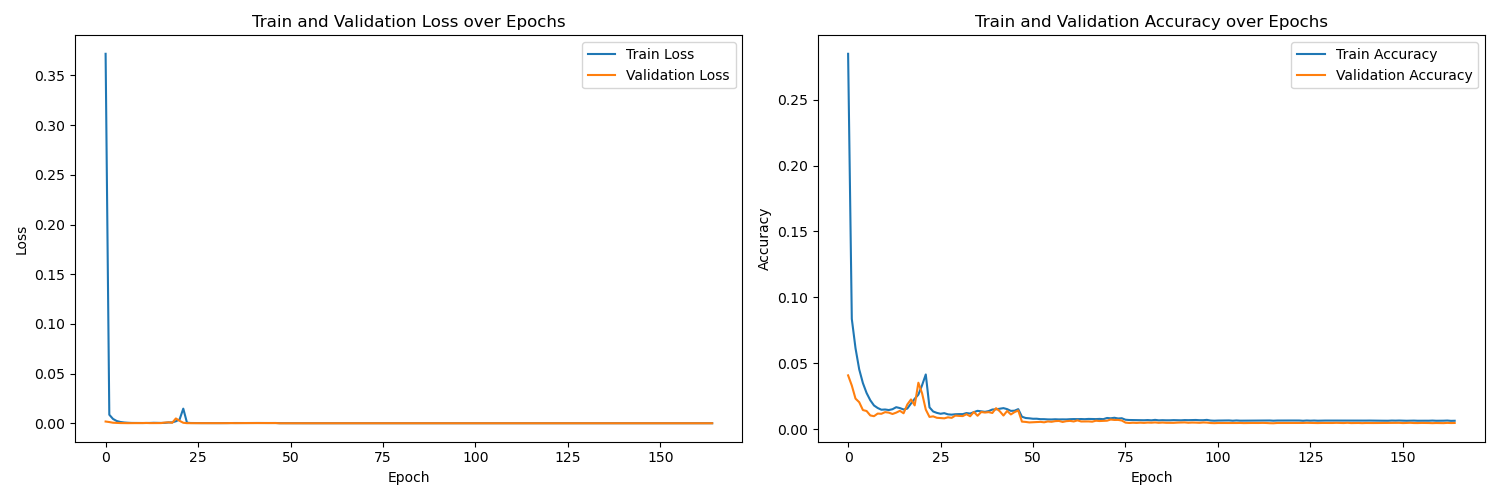 Train and Validation Loss over Epochs
Train Loss
Validation Loss
0.35
0.30
0.25
0.20
0.15
0.10
0.05
0.00
Loss
0 25 50 75 100 125 150
Epoch
Train and Validation Accuracy over Epochs
Train Accuracy
Validation Accuracy
0.25
0.20
0.15
0.10
0.05
0.00
Accuracy
0 25 50 75 100 125 150
Epoch